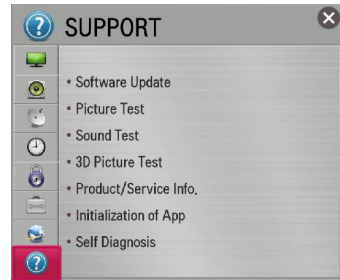 SUPPORT
• Software Update
• Picture Test
• Sound Test
• 3D Picture Test
• Product/Service Info.
• Initialization of App
• Self Diagnosis